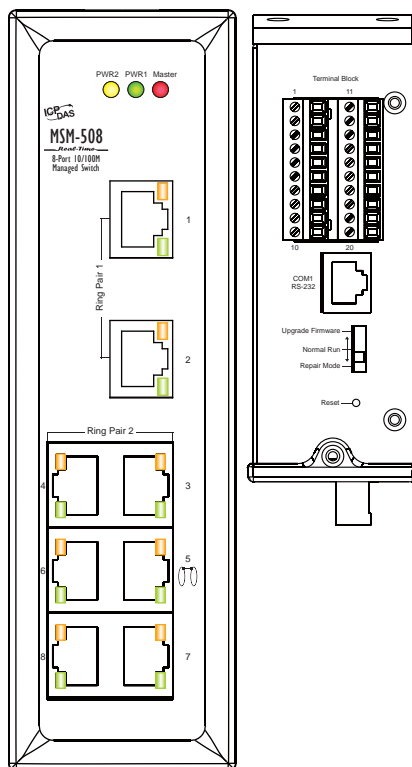 PWR2 PWR1 Master
ICP DAS
MSM-508
Real-Time
8-Port 10/100M
Managed Switch
1
Ring Pair 1
2
Ring Pair 2
4 3
6 5
8 7
Terminal Block
1 11
10 20
COM1
RS-232
Upgrade Firmware
Normal Run
Repair Mode
Reset